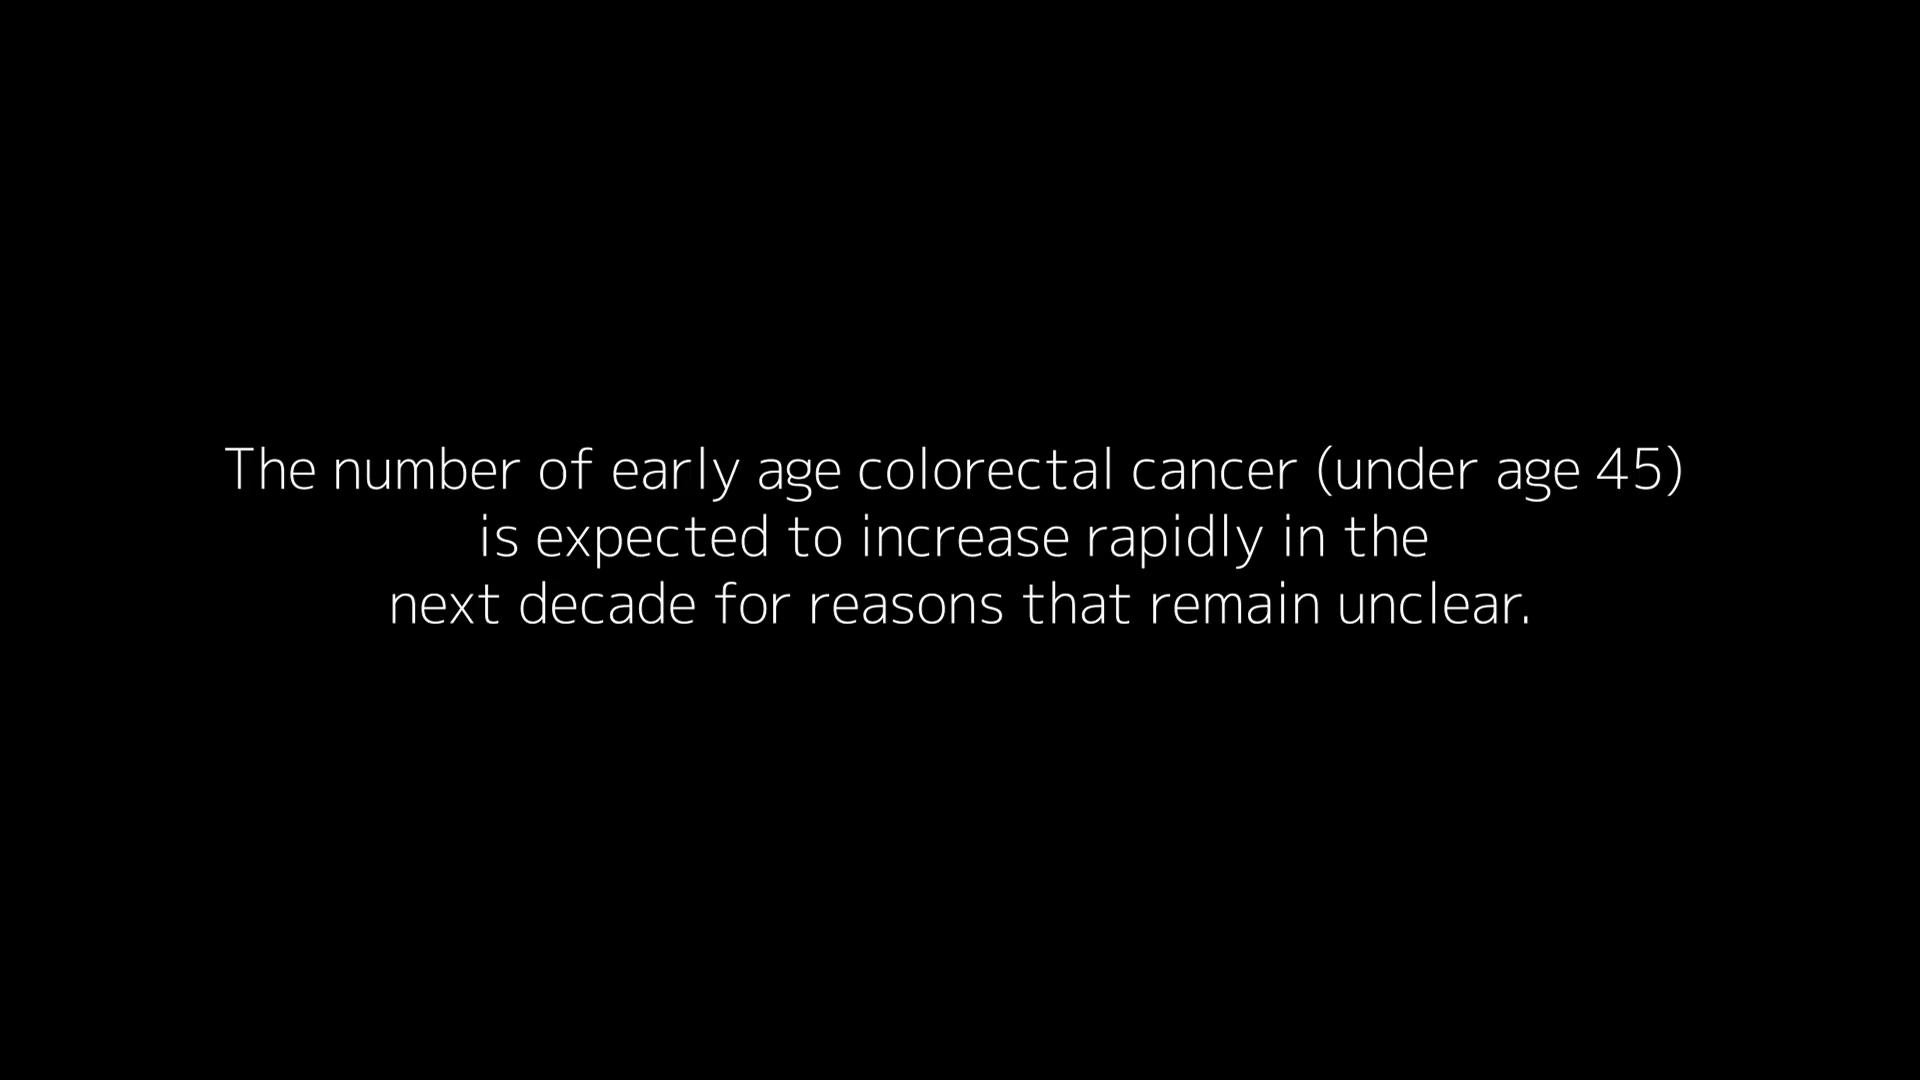 The number of early age colorectal cancer (under age 45)
is expected to increase rapidly in the
next decade for reasons that remain unclear.